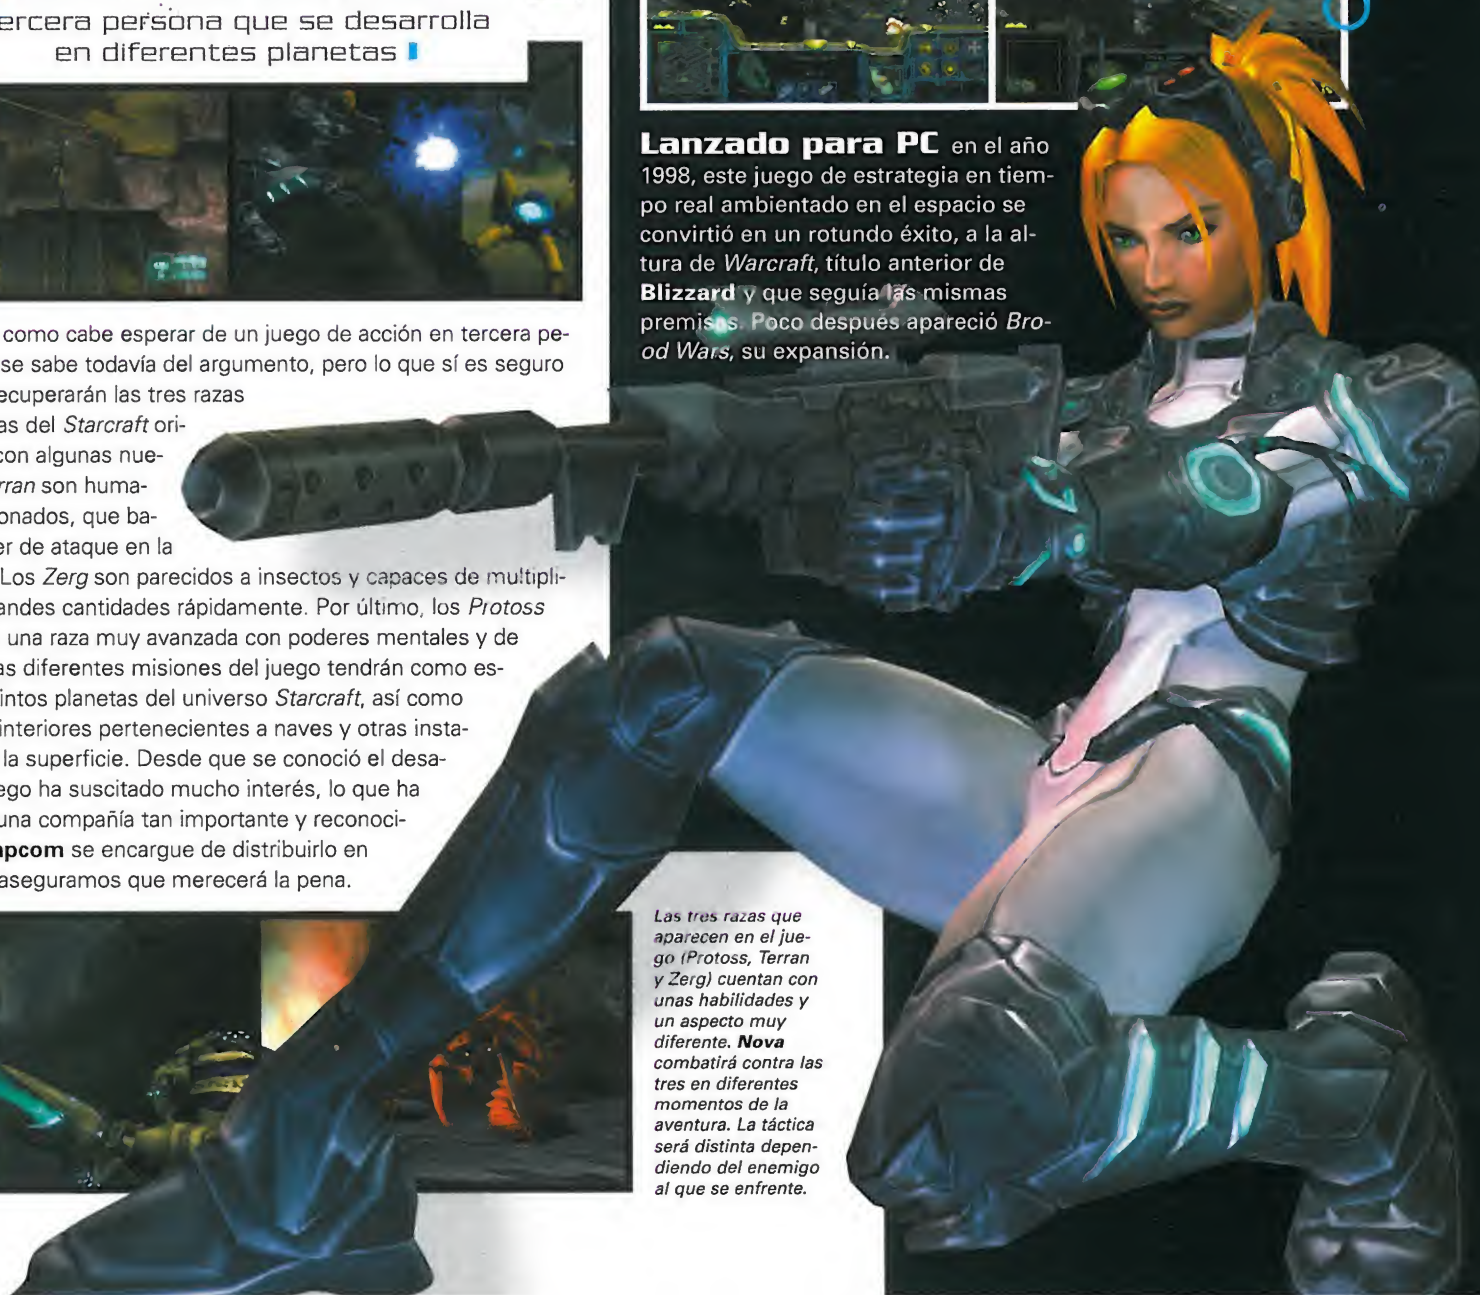 ercera persona que se desarrolla
en diferentes planetas
como cabe esperar de un juego de acción en tercera pe-
se sabe todavía del argumento, pero lo que sí es seguro
ecuperarán las tres razas
as del Starcraft ori-
con algunas nue-
rran son huma-
onados, que ba-
er de ataque en la
Los Zerg son parecidos a insectos y capaces de multipli-
andes cantidades rápidamente. Por último, los Protoss
una raza muy avanzada con poderes mentales y de
as diferentes misiones del juego tendrán como es-
intos planetas del universo Starcraft, así como
interiores pertenecientes a naves y otras insta-
la superficie. Desde que se conoció el desa-
ego ha suscitado mucho interés, lo que ha
una compañía tan importante y reconoci-
apcom se encargue de distribuirlo en
aseguramos que merecerá la pena.
Lanzado para PC en el año
1998, este juego de estrategia en tiem-
po real ambientado en el espacio se
convirtió en un rotundo éxito, a la al-
tura de Warcraft, título anterior de
Blizzard y que seguía las mismas
premisas. Poco después apareció Bro-
od Wars, su expansión.
Las tres razas que
aparecen en el jue-
go (Protoss, Terran
y Zerg) cuentan con
unas habilidades y
un aspecto muy
diferente. Nova
combatirá contra las
tres en diferentes
momentos de la
aventura. La táctica
será distinta depen-
diendo del enemigo
al que se enfrente.